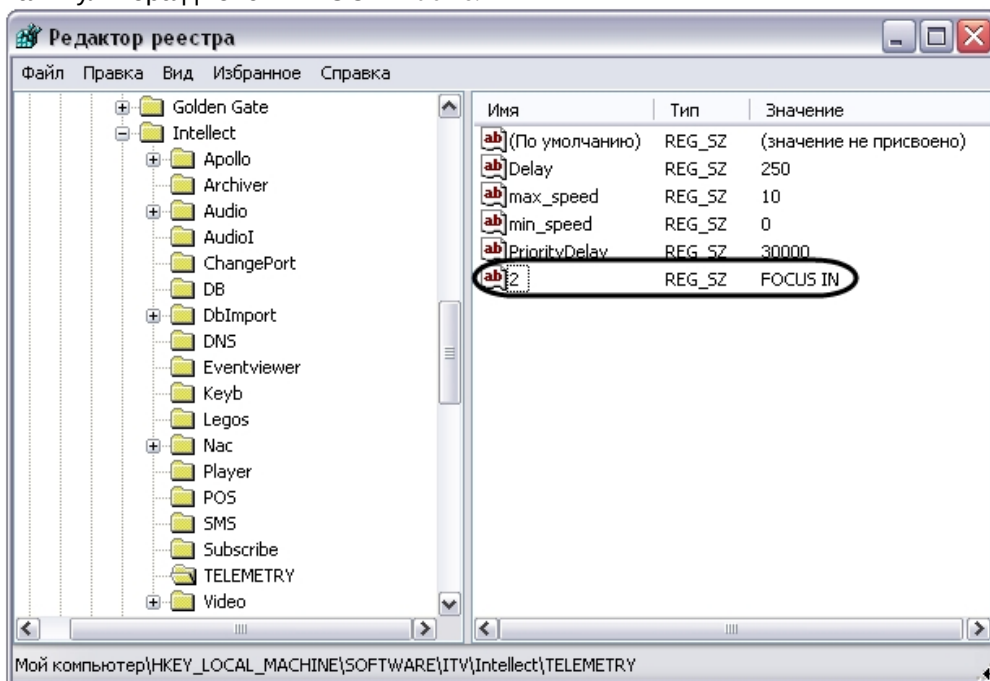 Редактор реестра
Файл Правка Вид Избранное Справка
Golden Gate
Intellect
Apollo
Archiver
Audio
AudioI
ChangePort
DB
DbImport
DNS
Eventviewer
Keyb
Legos
Nac
Player
POS
SMS
Subscribe
TELEMETRY
Video
Имя Тип Значение
(По умолчанию) REG_SZ (значение не присвоено)
Delay REG_SZ 250
max_speed REG_SZ 10
min_speed REG_SZ 0
PriorityDelay REG_SZ 30000
2 REG_SZ FOCUS IN
Мой компьютер\HKEY_LOCAL_MACHINE\SOFTWARE\ITV\Intellect\TELEMETRY